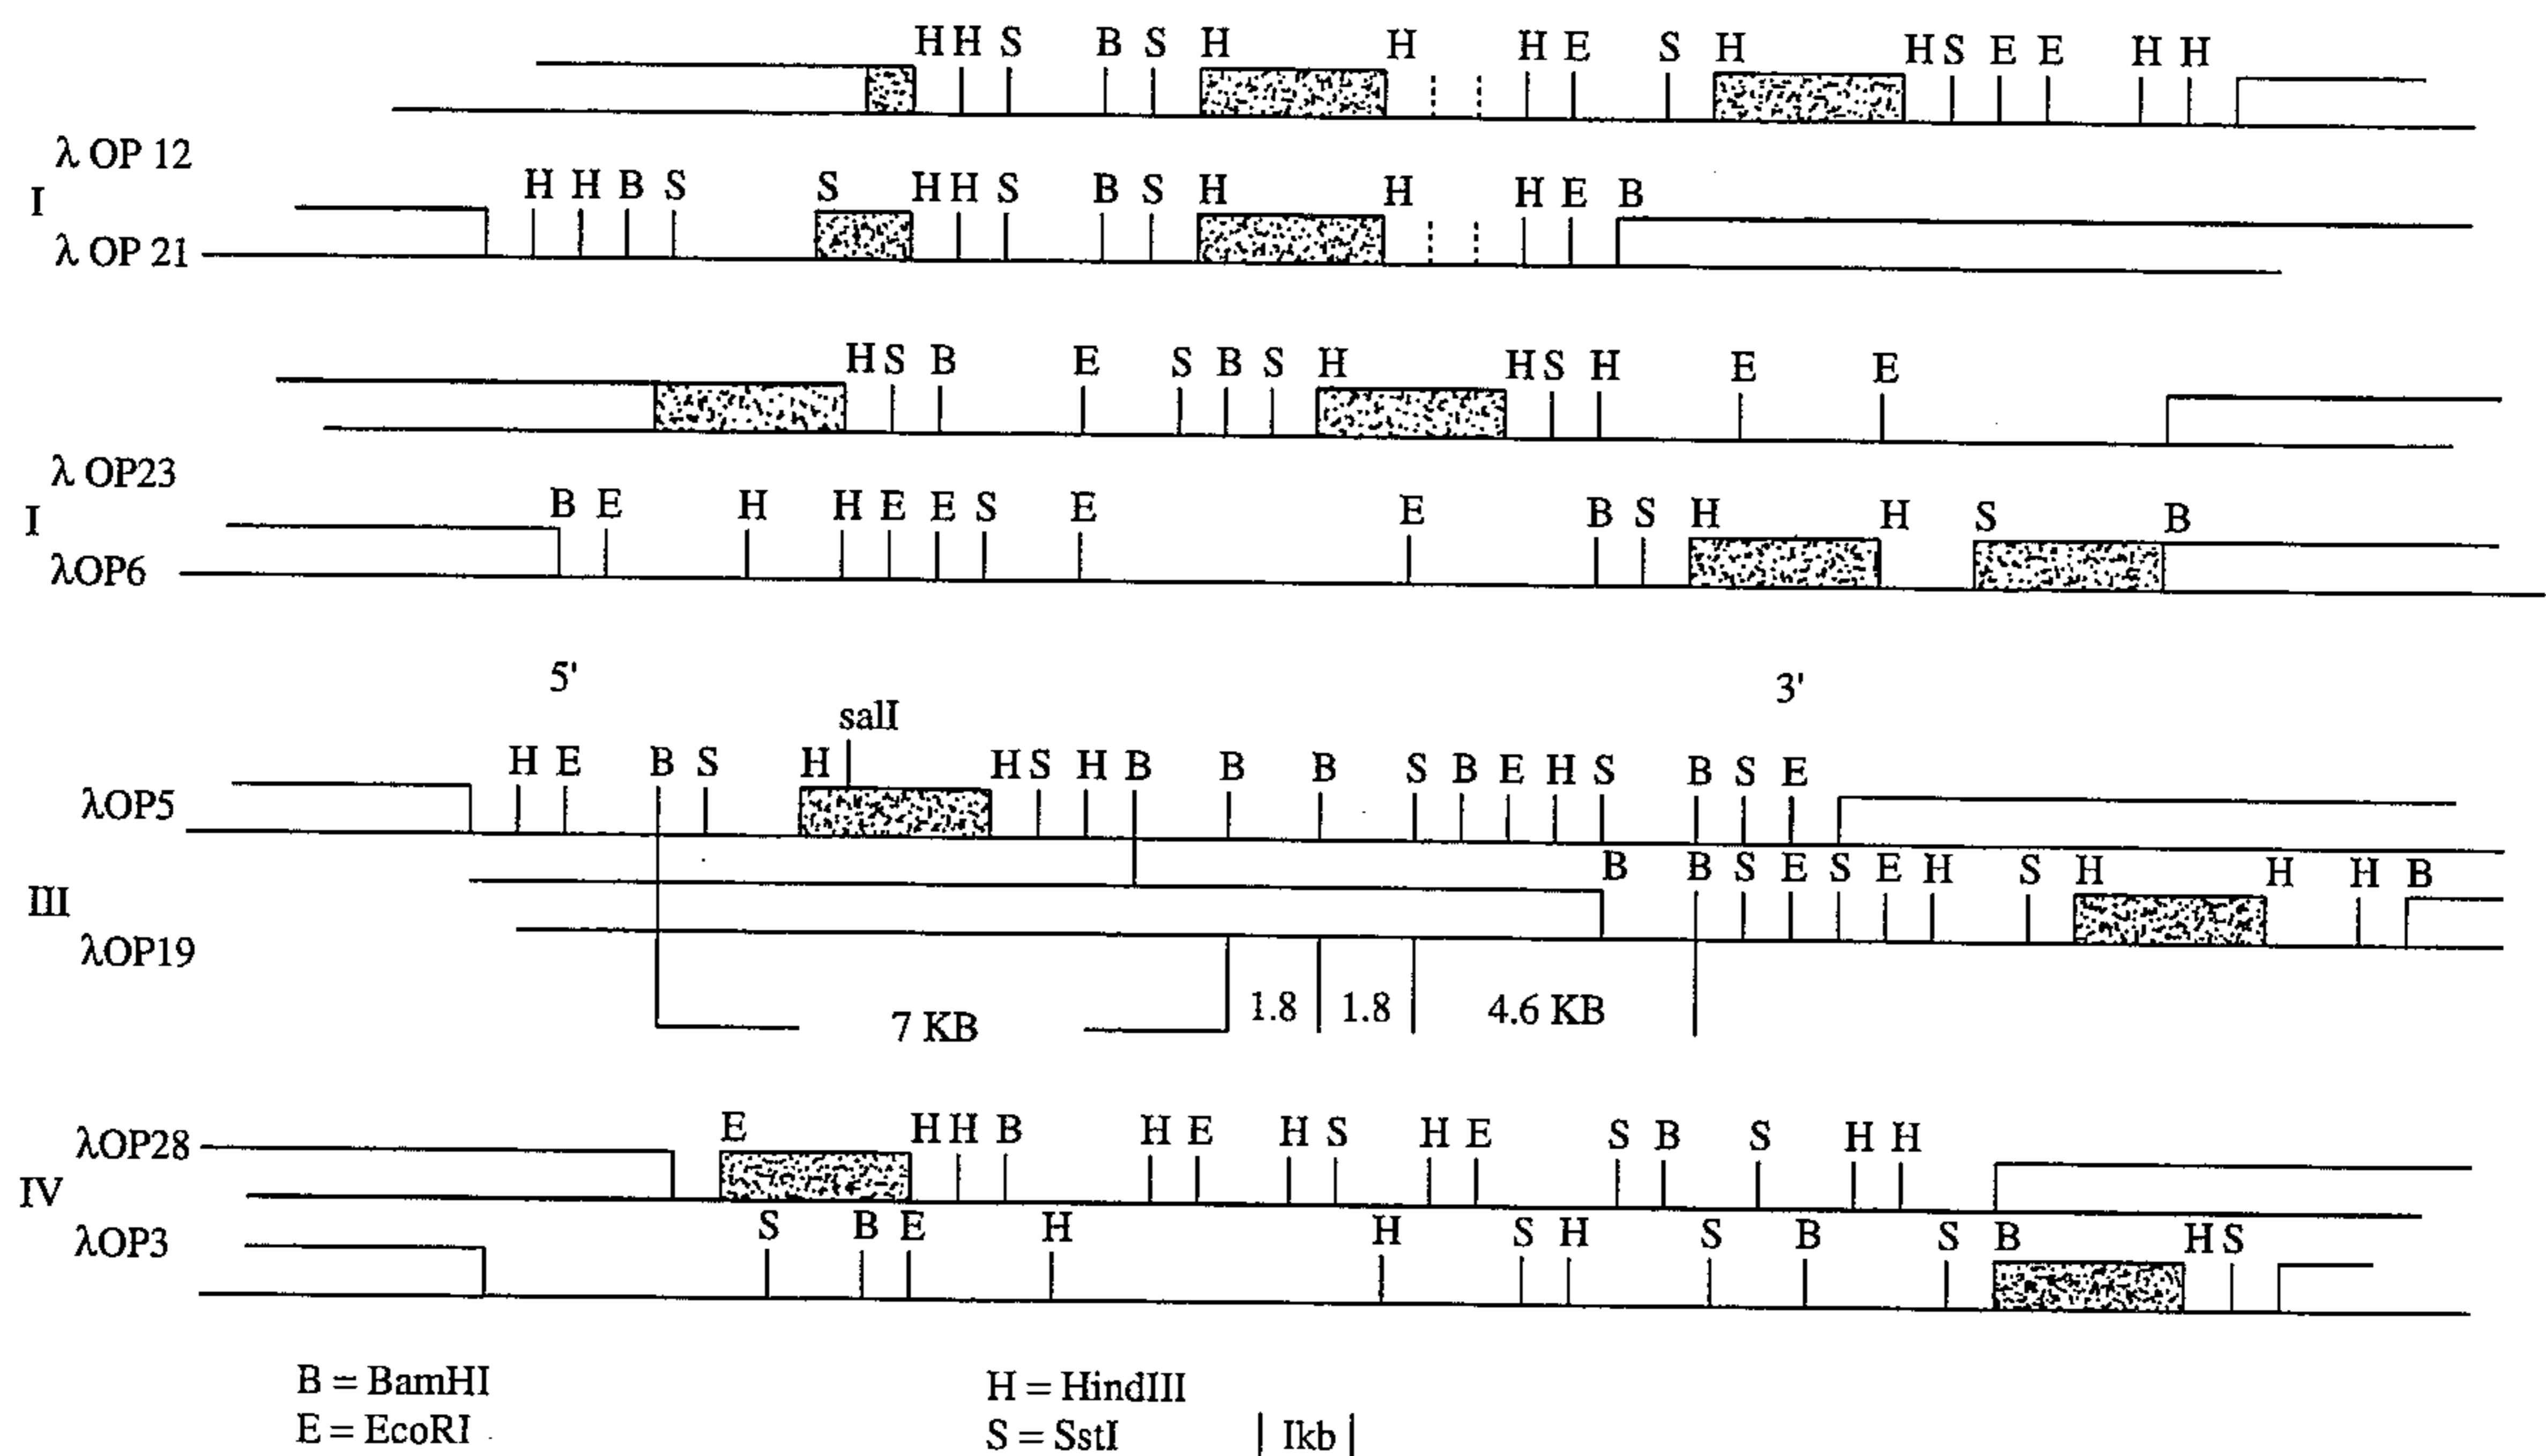 H H S B S H H H E S H H S E E H H
λ OP 12
I
H H B S S H H S B S H H H E B
λ OP 21
H S B E S B S H H S H E E
λ OP23
B E H H E E S E E B S H H S B
I
λOP6
5' 3'
salI
H E B S H H S H B B B S B E H S B S E
λOP5
B B S E S E H S H H H B
III
λOP19
7 KB 1.8 1.8 4.6 KB
E H H B H E H S H E S B S H H
λOP28
IV
S B E H H S H S B S B H S
λOP3
B = BamHI H = HindIII
E = EcoRI S = SstI Ikb